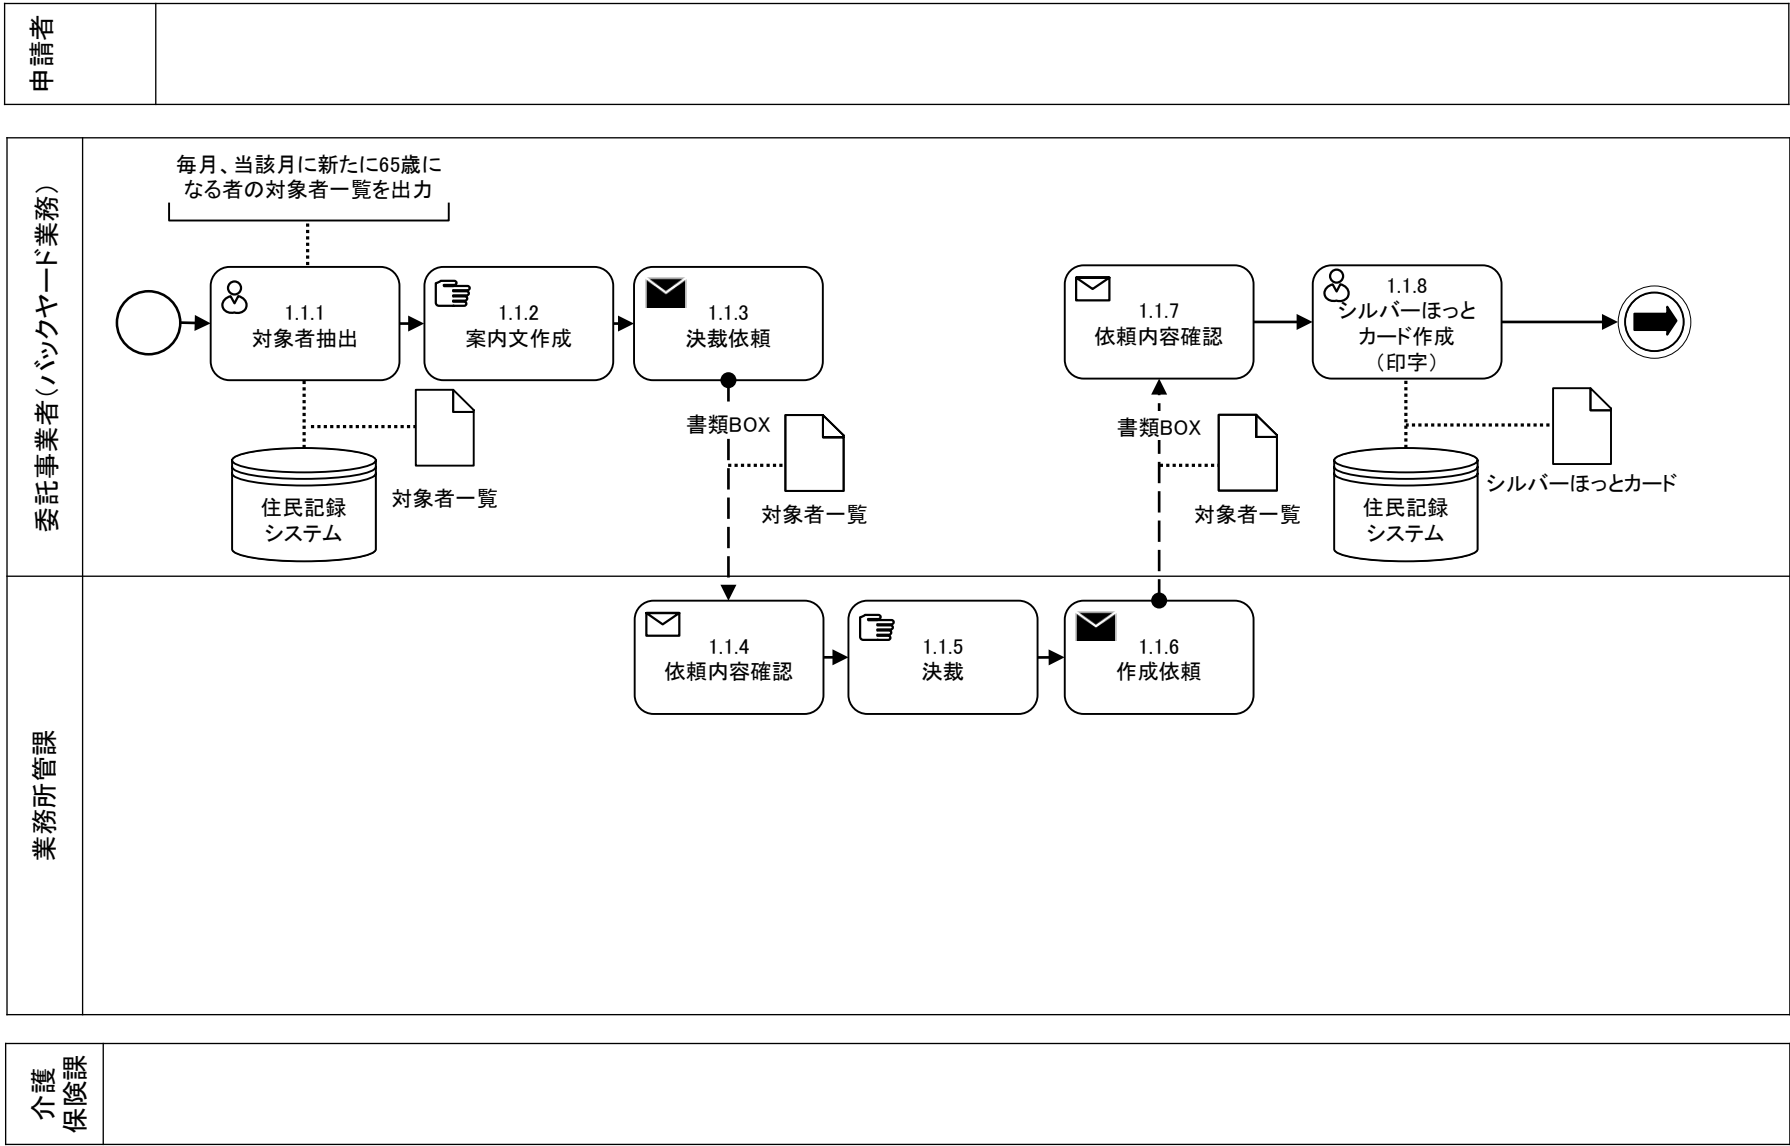 申請者
委託事業者（バックヤード業務）
毎月、当該月に新たに65歳に
なる者の対象者一覧を出力
1.1.1
対象者抽出
1.1.2
案内文作成
1.1.3
決裁依頼
1.1.7
依頼内容確認
1.1.8
シルバーほっと
カード作成
（印字）
書類BOX
書類BOX
対象者一覧
対象者一覧
対象者一覧
シルバーほっとカード
住民記録
システム
住民記録
システム
業務所管課
1.1.4
依頼内容確認
1.1.5
決裁
1.1.6
作成依頼
介護
保険課